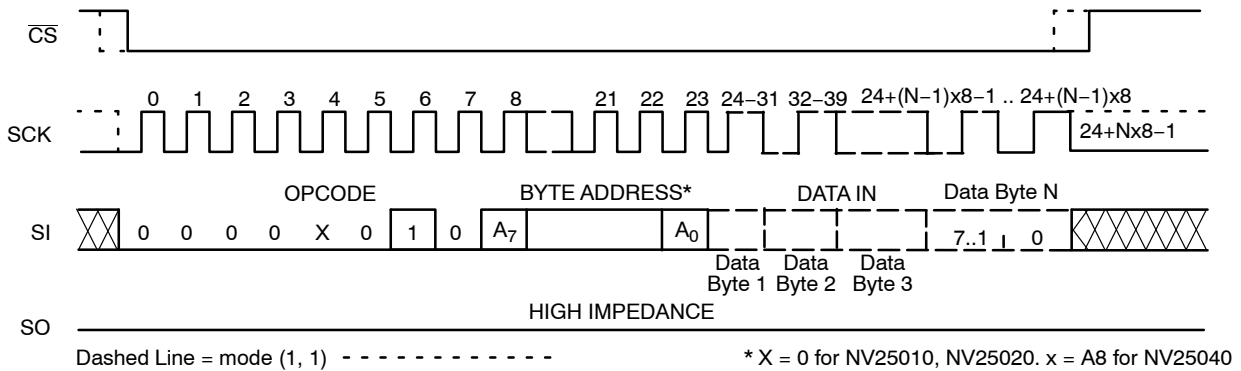 CS
0 1 2 3 4 5 6 7 8 21 22 23 24−31 32−39 24+(N−1)x8−1 .. 24+(N−1)x8
SCK
24+Nx8−1
OPCODE BYTE ADDRESS* DATA IN Data Byte N
SI 0 0 0 0 X 0 1 0 A7 A0 7..1 0
Data Byte 1 Data Byte 2 Data Byte 3
HIGH IMPEDANCE
SO
Dashed Line = mode (1, 1) * X = 0 for NV25010, NV25020. x = A8 for NV25040